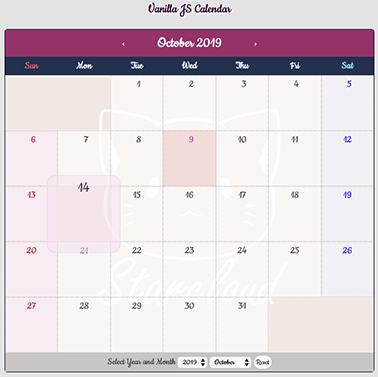 Vanilla JS Calendar
‹ October 2019 ›
Sun Mon Tue Wed Thu Fri Sat
1 2 3 4 5
6 7 8 9 10 11 12
13 14 15 16 17 18 19
20 21 22 23 24 25 26
Starcloud
27 28 29 30 31
Select Year and Month 2019 October Reset